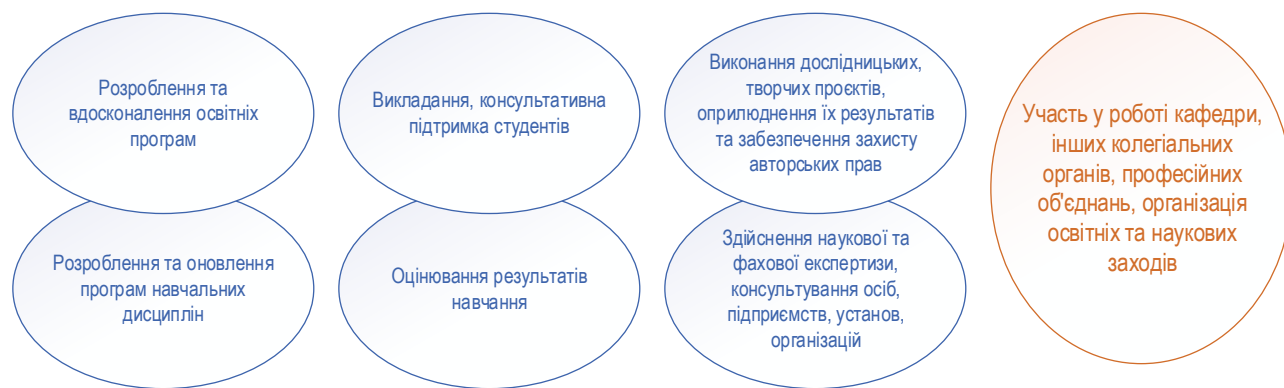 Розроблення та
вдосконалення освітніх
програм
Розроблення та оновлення
програм навчальних
дисциплін
Викладання, консультативна
підтримка студентів
Оцінювання результатів
навчання
Виконання дослідницьких,
творчих проєктів,
оприлюднення їх результатів
та забезпечення захисту
авторських прав
Здійснення наукової та
фахової експертизи,
консультування осіб,
підприємств, установ,
організацій
Участь у роботі кафедри,
інших колегіальних
органів, професійних
об'єднань, організація
освітніх та наукових
заходів